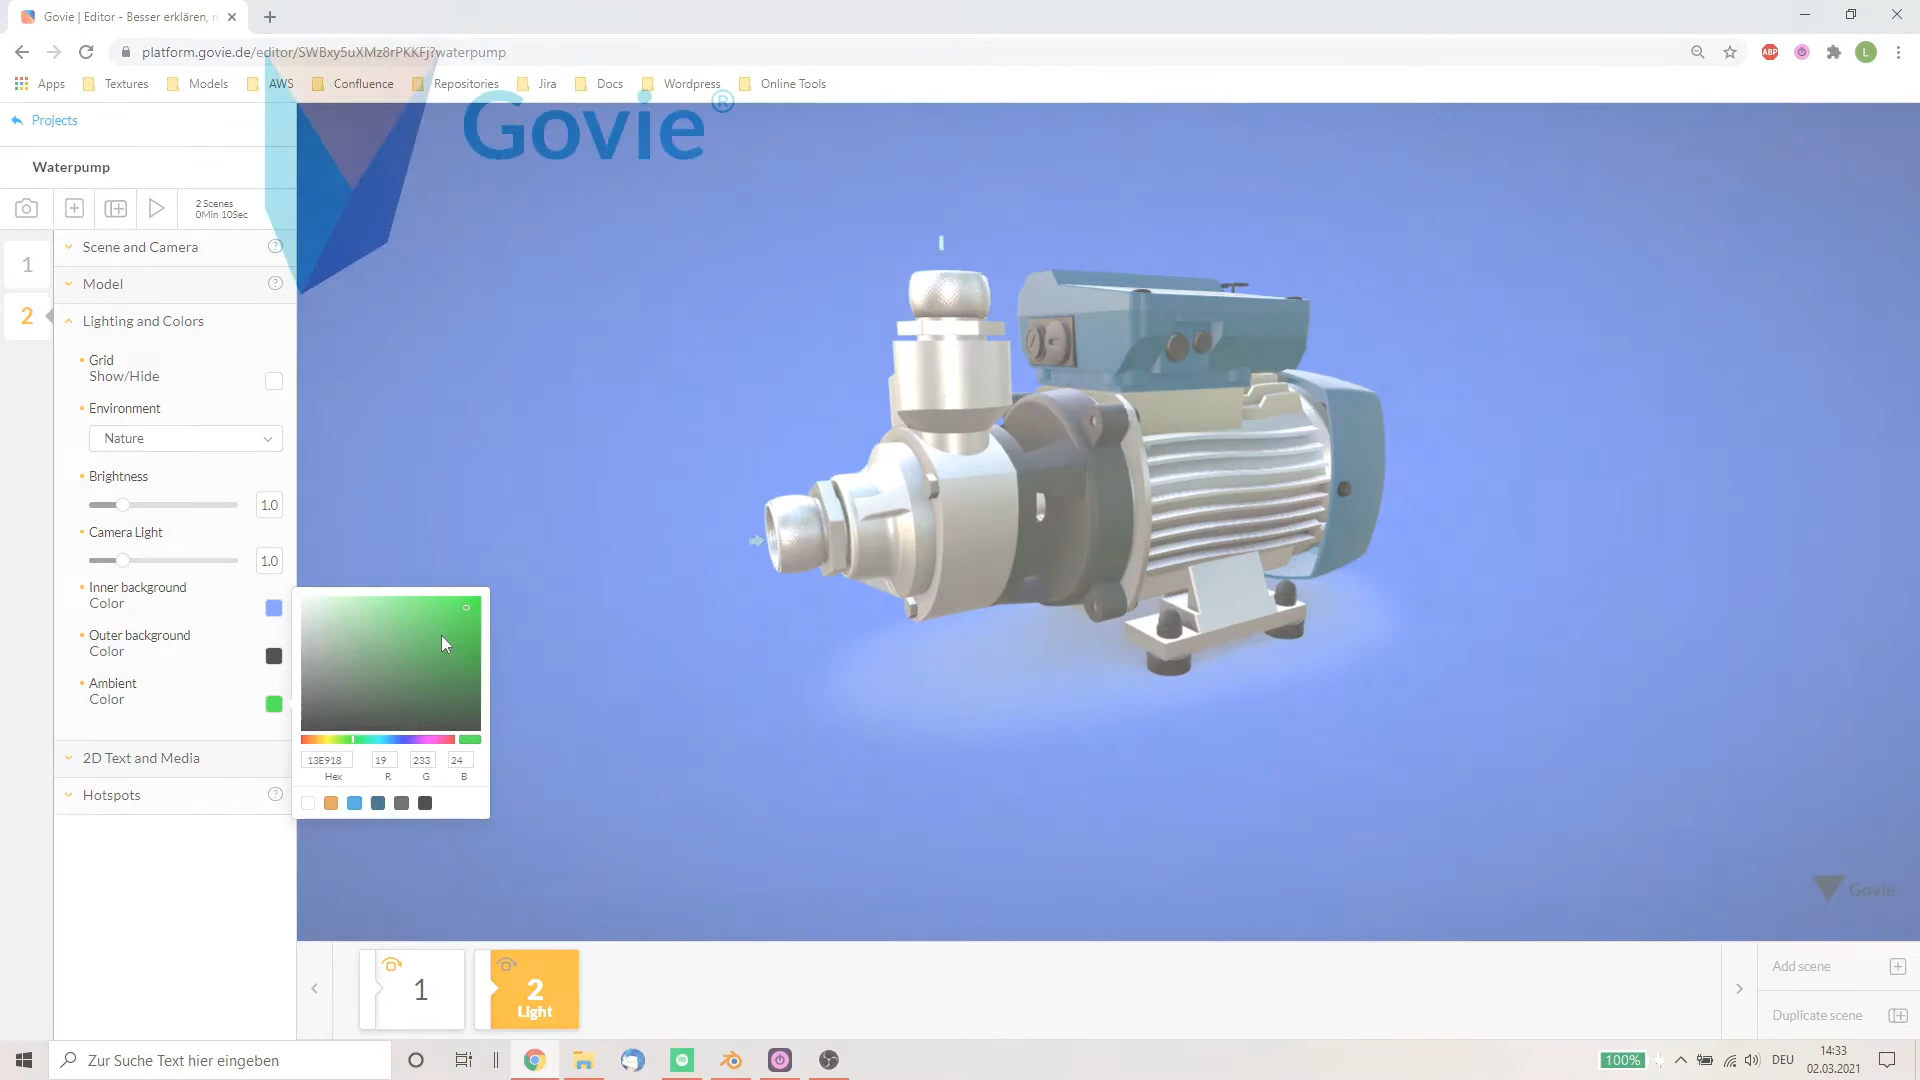 Govie | Editor - Besser erklären, m
platform.govie.de/editor/SWBxy5uXMz8rPKKFj?waterpump
ABP
L
Apps
Textures
Models
AWS
Confluence
Repositories
Jira
Docs
Wordpress
Online Tools
Govie®
Projects
Waterpump
2 Scenes
0Min 10Sec
1
2
Scene and Camera
Model
Lighting and Colors
Grid
Show/Hide
Environment
Nature
Brightness
1.0
Camera Light
1.0
Inner background
Color
Outer background
Color
Ambient
Color
2D Text and Media
Hotspots
13E918 19 233 24
Hex R G B
Govie
1
2
Light
Add scene
Duplicate scene
Zur Suche Text hier eingeben
100%
DEU
14:33
02.03.2021